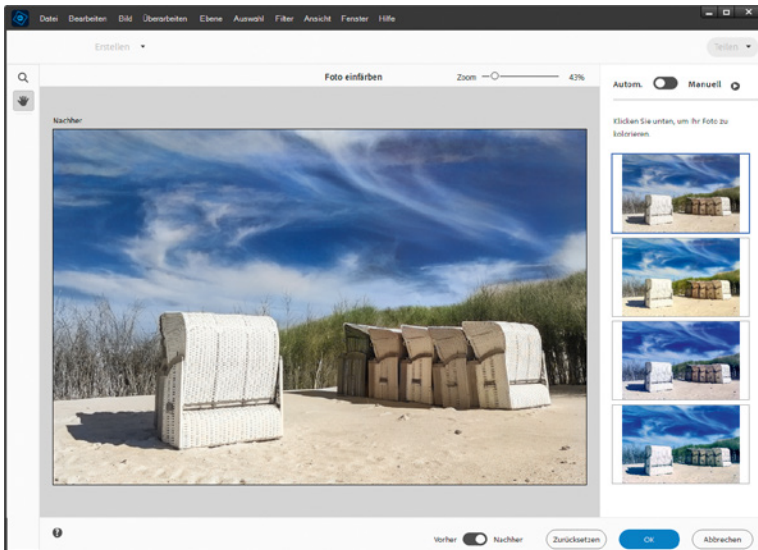 Datei Bearbeiten Bild Überarbeiten Ebene Auswahl Filter Ansicht Fenster Hilfe
Erstellen Teilen
Foto einfärben Zoom 43%
Autom. Manuell
Nachher
Klicken Sie unten, um Ihr Foto zu
kolorieren.
Vorher Nachher Zurücksetzen OK Abbrechen